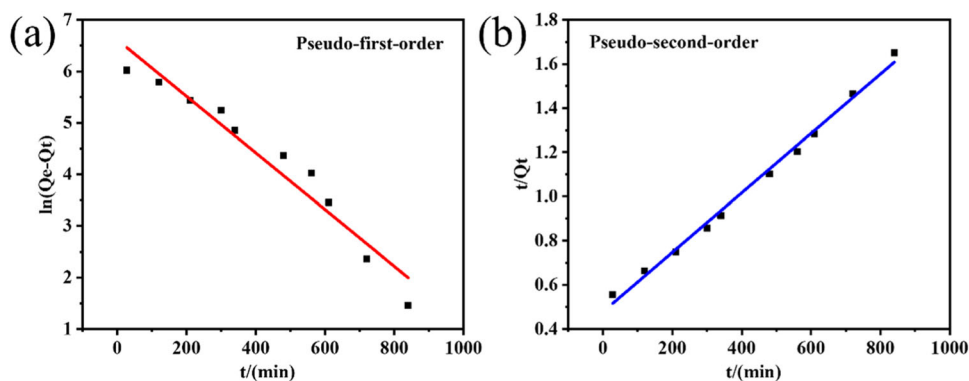 (a)
Pseudo-first-order
ln(Qe-Qt)
7
6
5
4
3
2
1
0 200 400 600 800 1000
t/(min)
(b)
Pseudo-second-order
t/Qt
1.8
1.6
1.4
1.2
1.0
0.8
0.6
0.4
0 200 400 600 800 1000
t/(min)